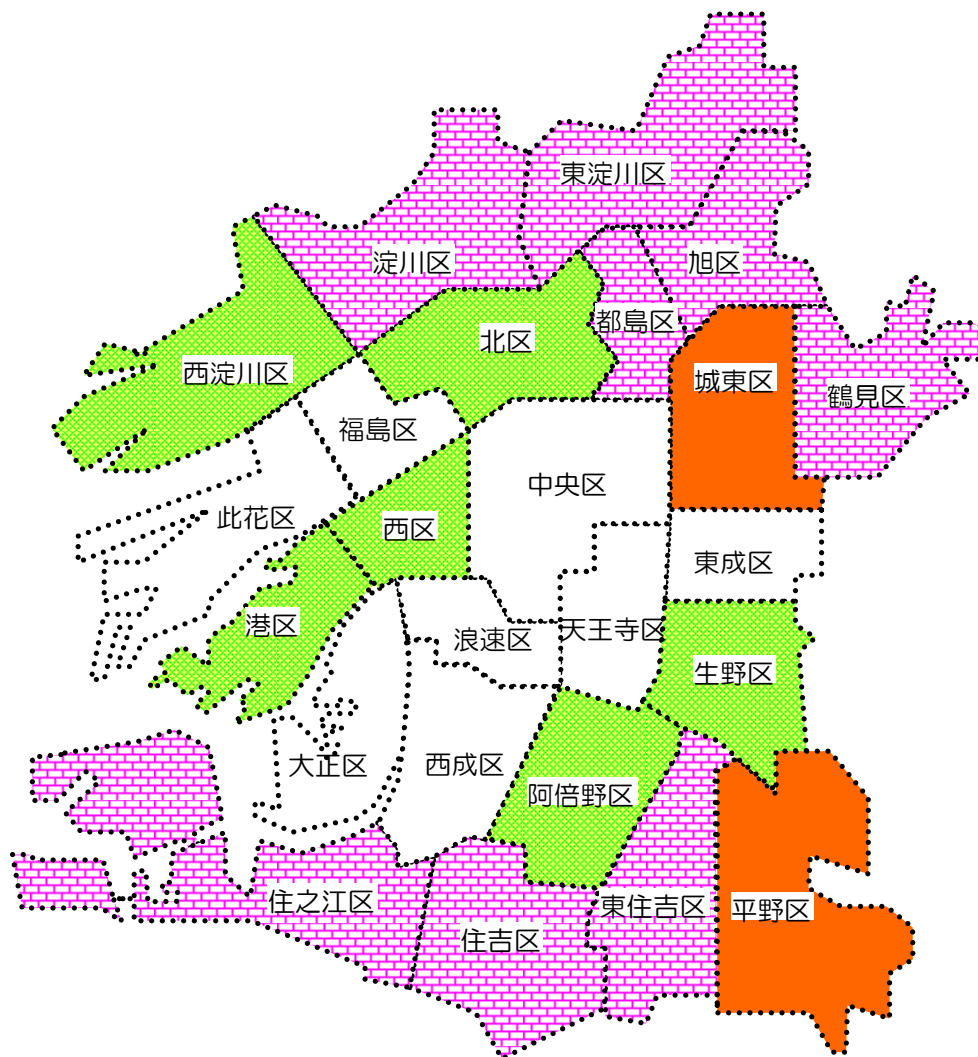 東淀川区
淀川区
旭区
都島区
北区
西淀川区
城東区
鶴見区
福島区
中央区
此花区
西区
東成区
港区
浪速区
天王寺区
生野区
大正区
西成区
阿倍野区
住之江区
東住吉区
平野区
住吉区